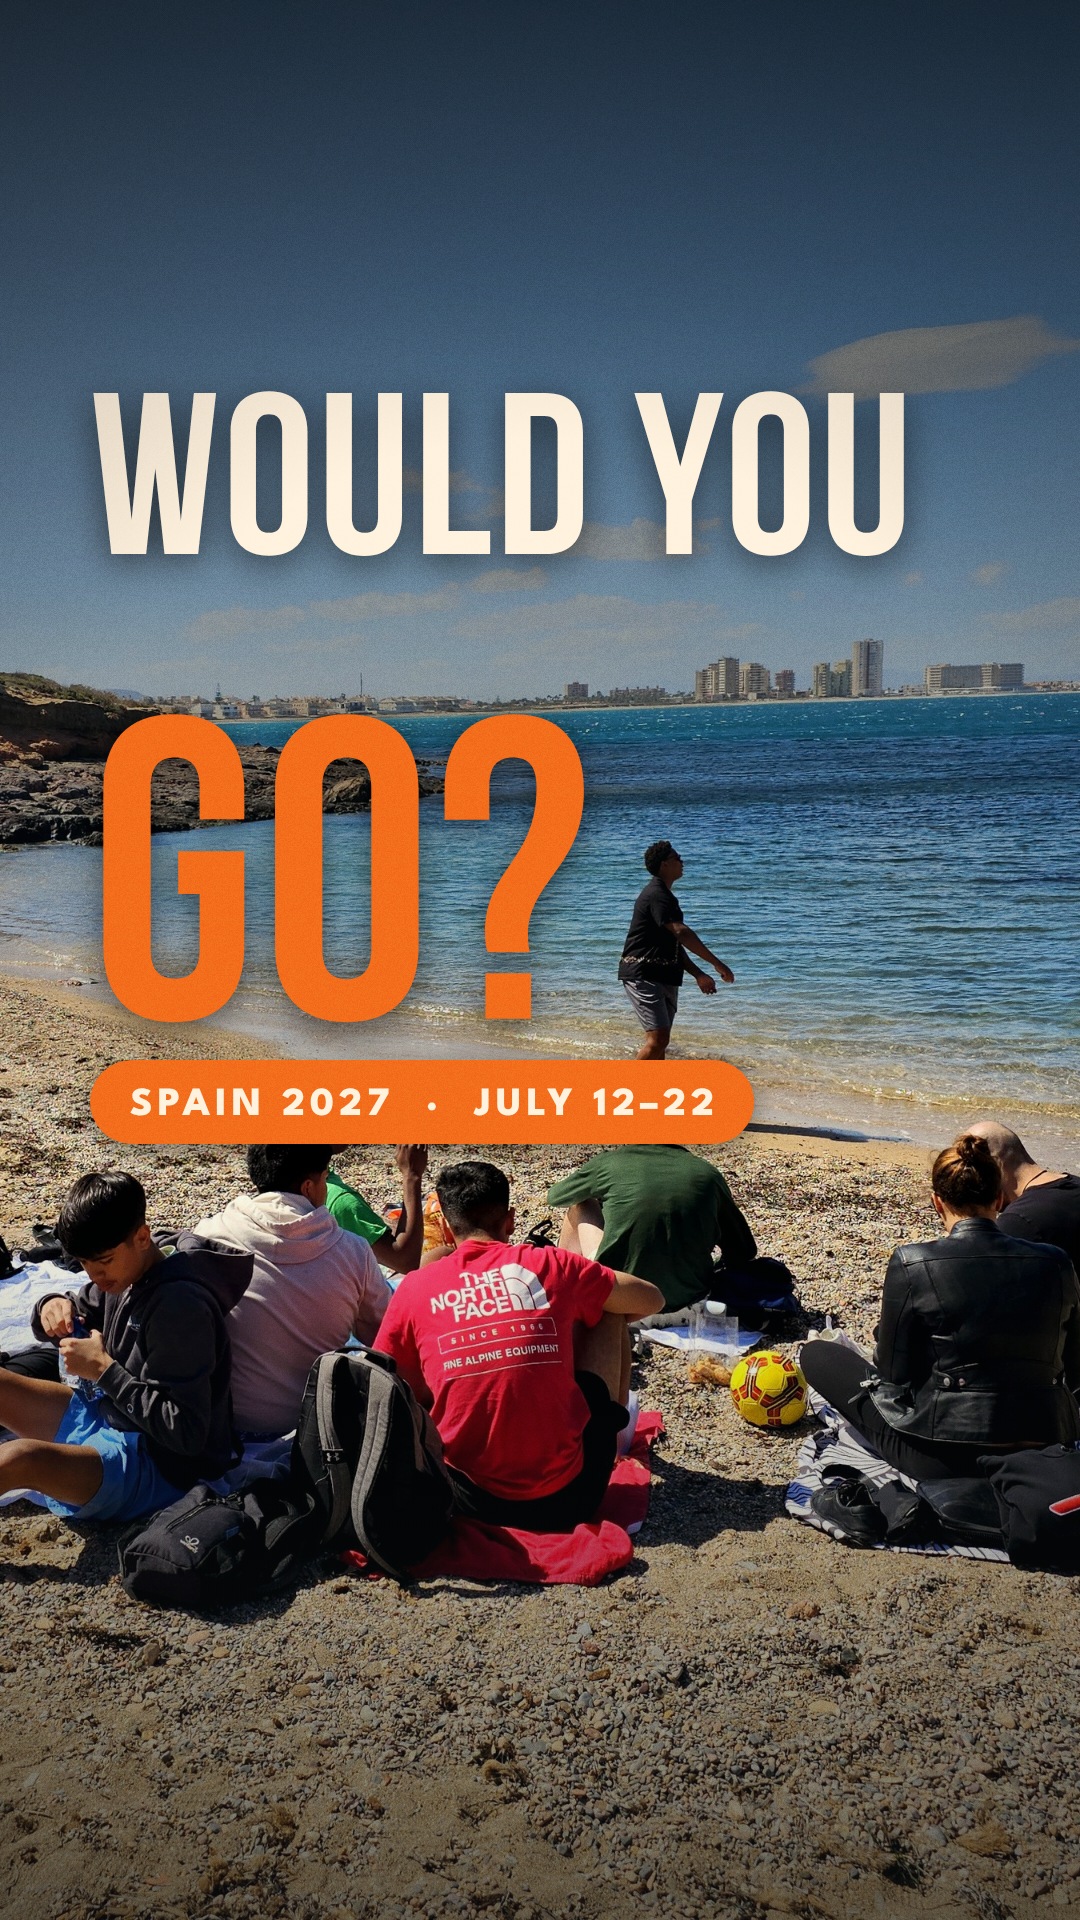 WOULD YOU
GO?
SPAIN 2027 · JULY 12–22
THE
NORTH
FACE
SINCE 1966
FINE ALPINE EQUIPMENT